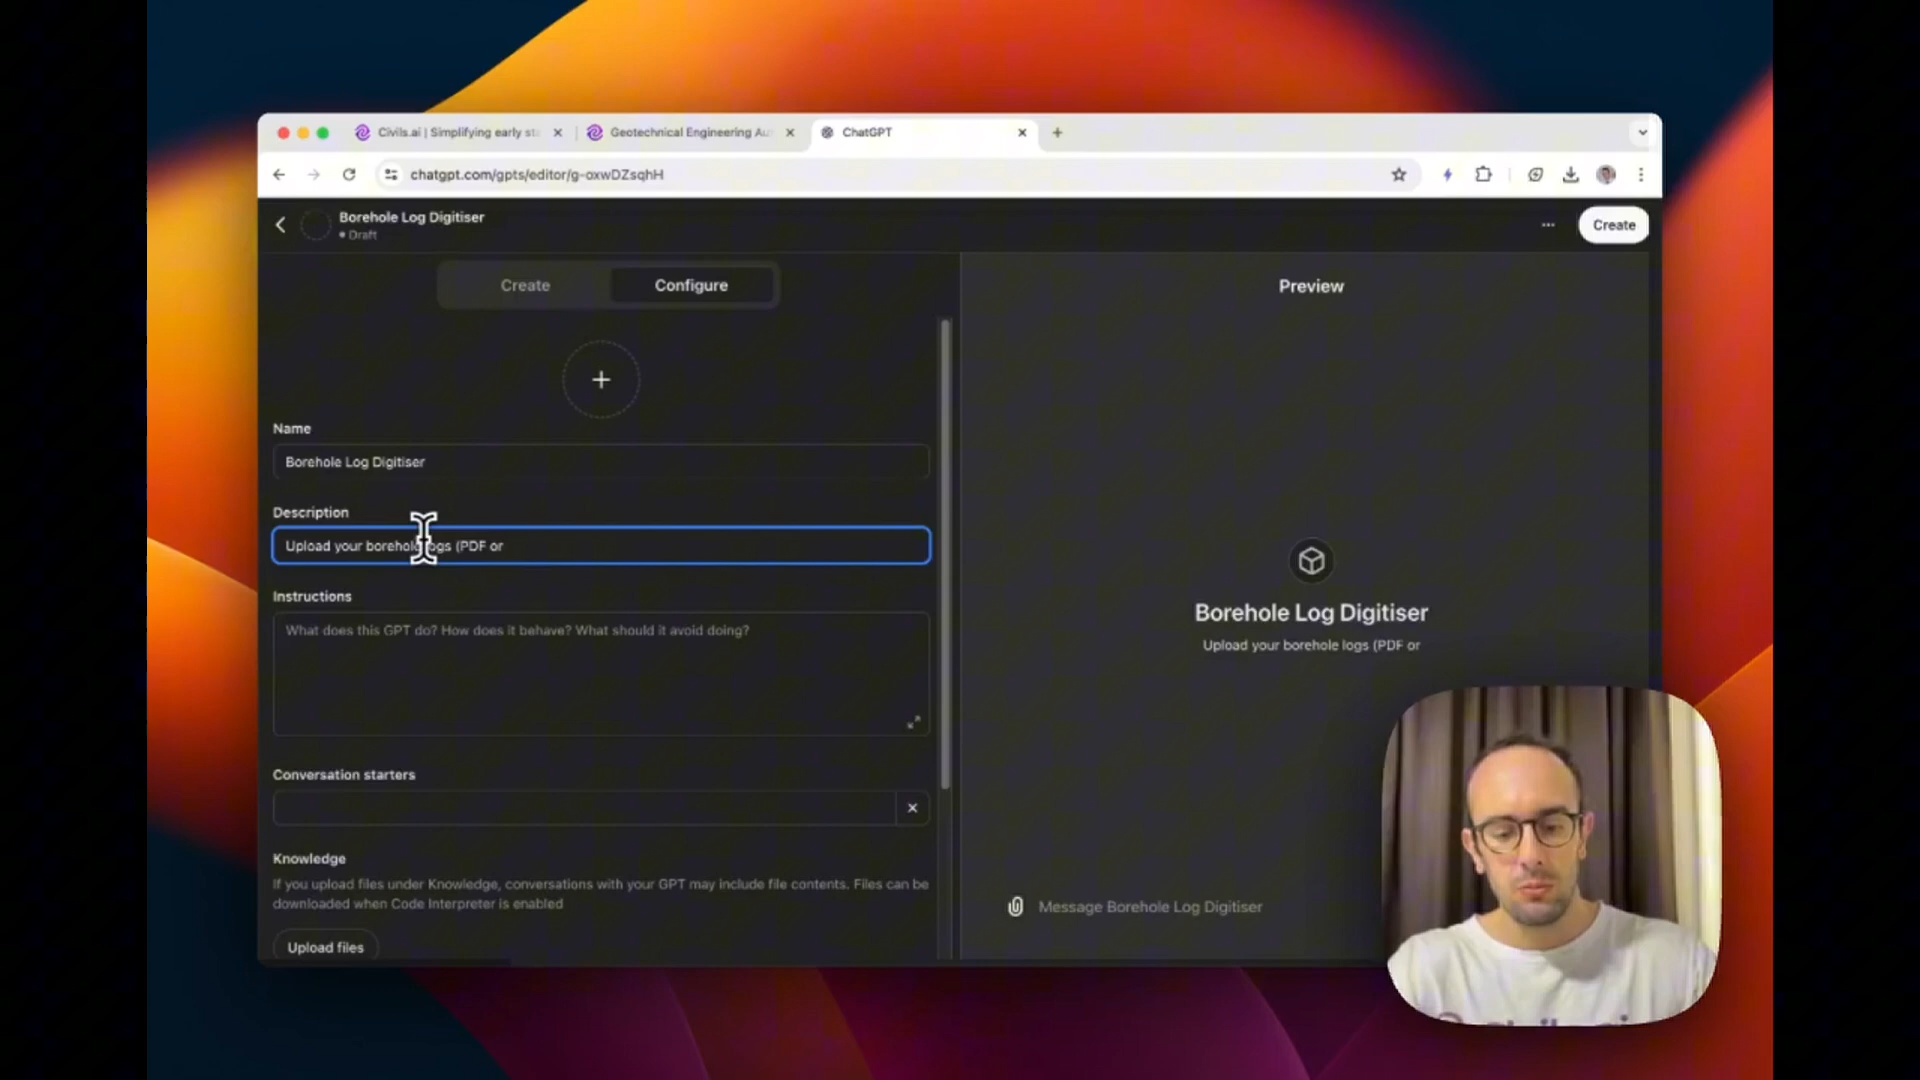 Civils.ai | Simplifying early sta
Geotechnical Engineering Au
ChatGPT
chatgpt.com/gpts/editor/g-oxwDZsqhH
Borehole Log Digitiser
Draft
Create
Create
Configure
Preview
Name
Borehole Log Digitiser
Description
Upload your borehole logs (PDF or
Instructions
What does this GPT do? How does it behave? What should it avoid doing?
Conversation starters
Knowledge
If you upload files under Knowledge, conversations with your GPT may include file contents. Files can be
downloaded when Code Interpreter is enabled
Upload files
Borehole Log Digitiser
Upload your borehole logs (PDF or
Message Borehole Log Digitiser